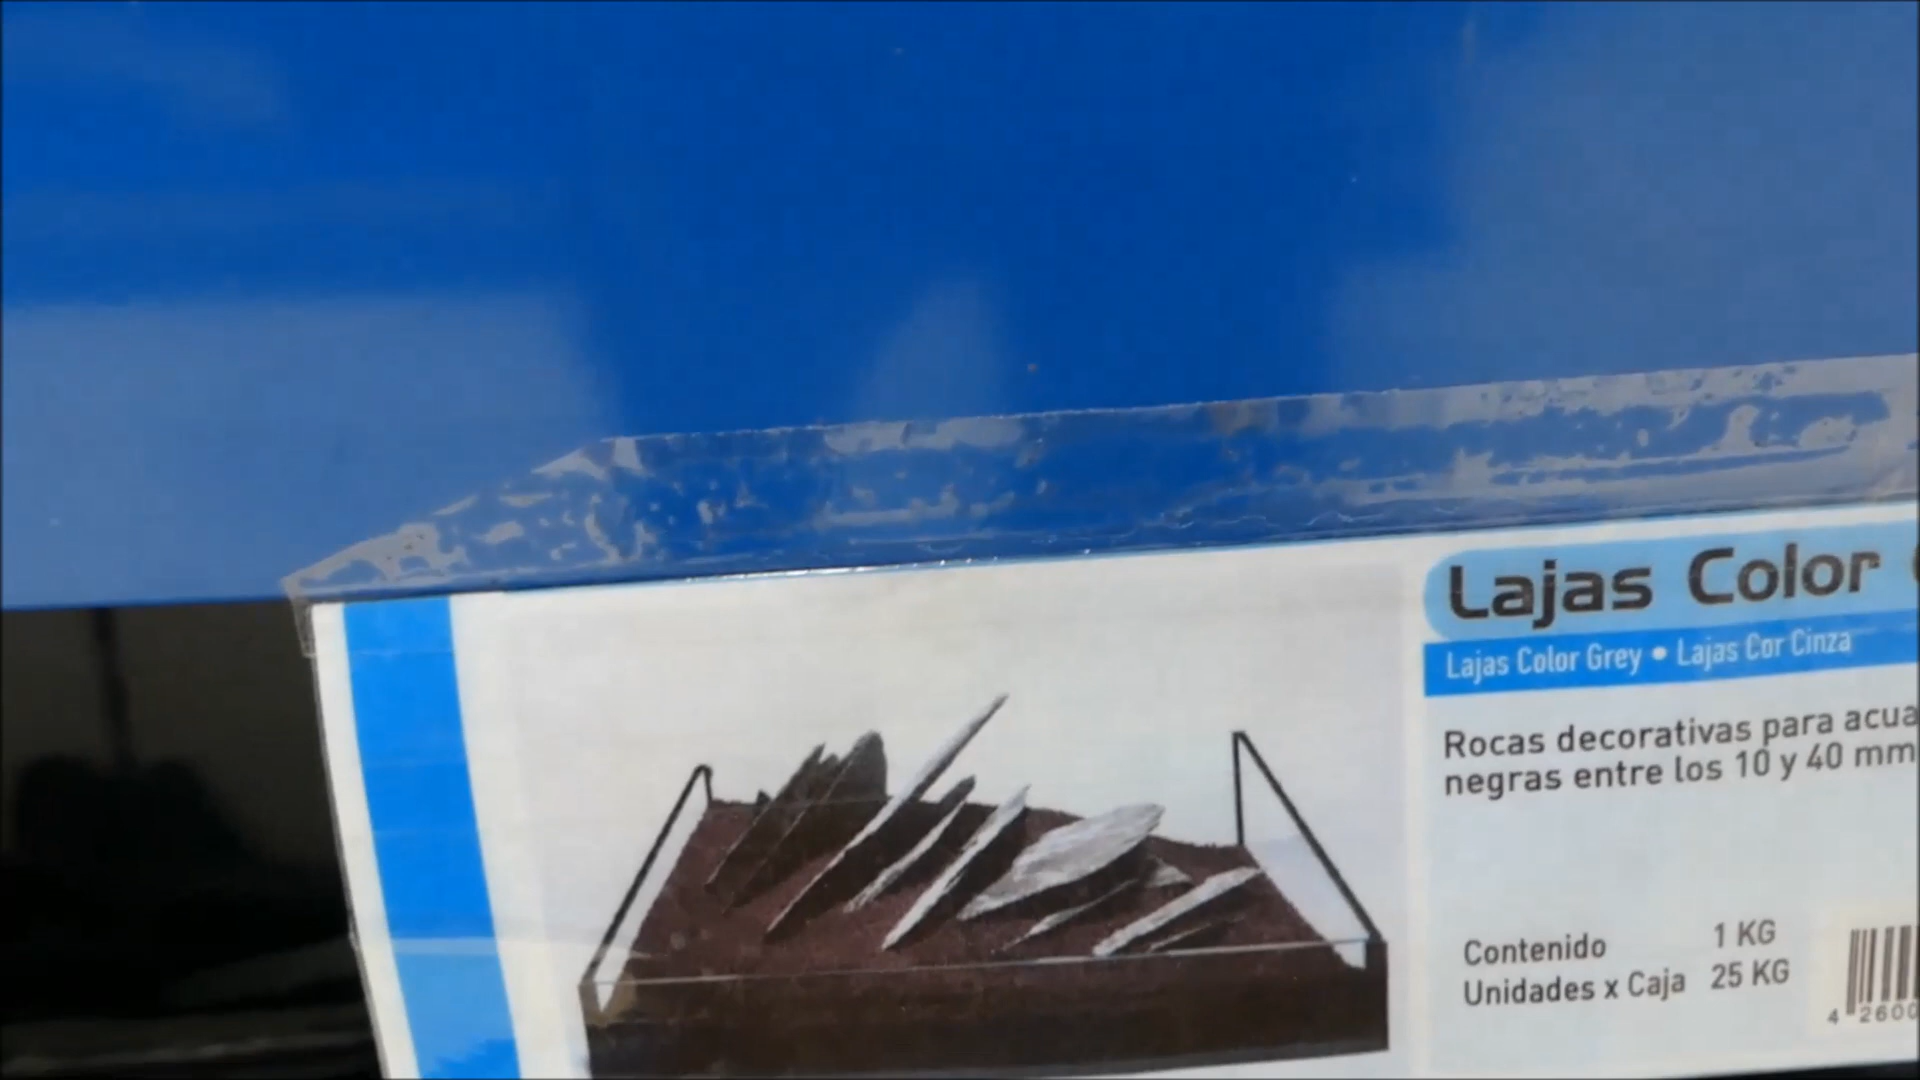 Lajas Color
Lajas Color Grey • Lajas Cor Cinza
Rocas decorativas para
negras entre los 10 y 40 mm
Contenido 1 KG
Unidades x Caja 25 KG